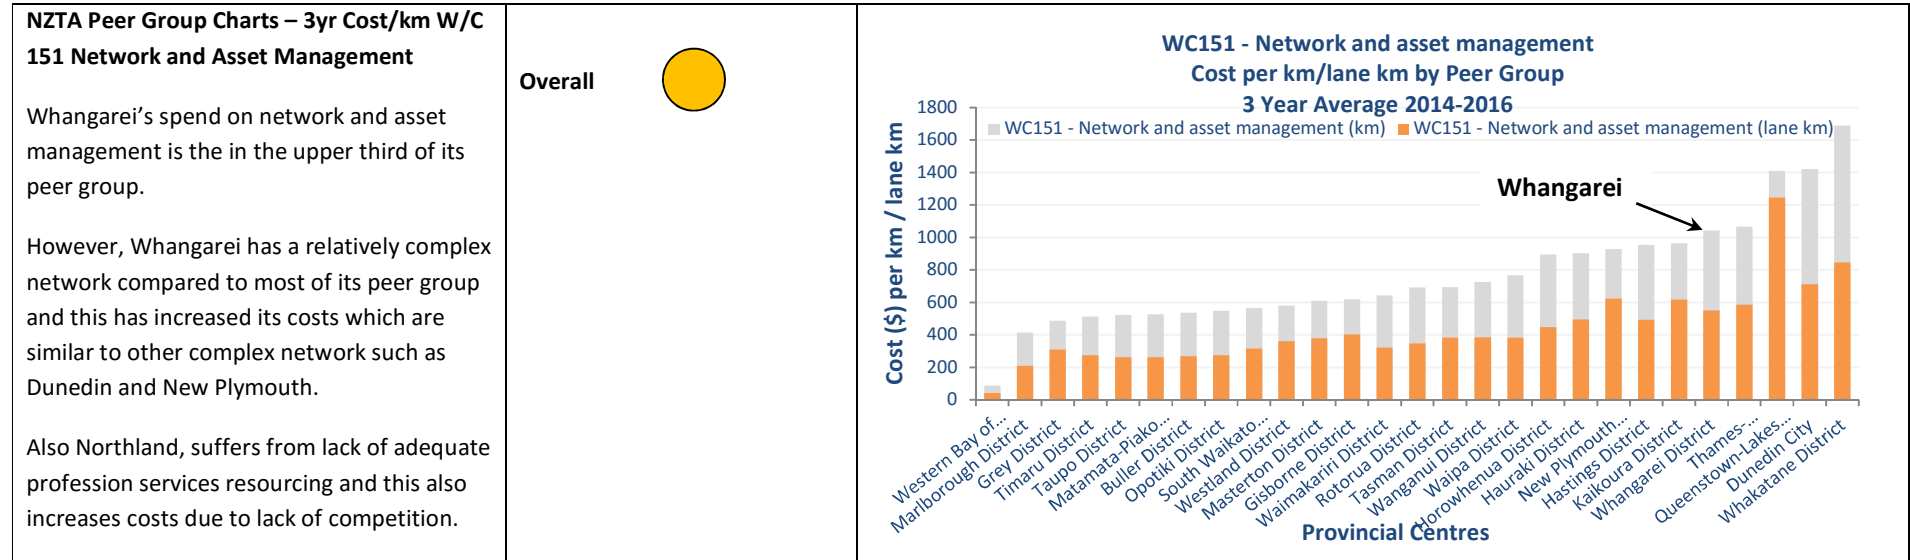 NZTA Peer Group Charts – 3yr Cost/km W/C
151 Network and Asset Management
Whangarei's spend on network and asset
management is the in the upper third of its
peer group.
However, Whangarei has a relatively complex
network compared to most of its peer group
and this has increased its costs which are
similar to other complex network such as
Dunedin and New Plymouth.
Also Northland, suffers from lack of adequate
profession services resourcing and this also
increases costs due to lack of competition.
Overall
WC151 - Network and asset management
Cost per km/lane km by Peer Group
3 Year Average 2014-2016
WC151 - Network and asset management (km)
WC151 - Network and asset management (lane km)
Cost ($) per km / lane km
1800
1600
1400
1200
1000
800
600
400
200
0
Whangarei
Western Bay of...
Marlborough District
Grey District
Timaru District
Taupo District
Matamata-Piako...
Buller District
Opotiki District
South Waikato...
Westland District
Masterton District
Gisborne District
Waimakariri District
Rotorua District
Tasman District
Wanganui District
Waipa District
Horowhenua District
Hauraki District
New Plymouth...
Hastings District
Kaikoura District
Whangarei District
Thames-...
Queenstown-Lakes...
Dunedin City
Whakatane District
Provincial Centres